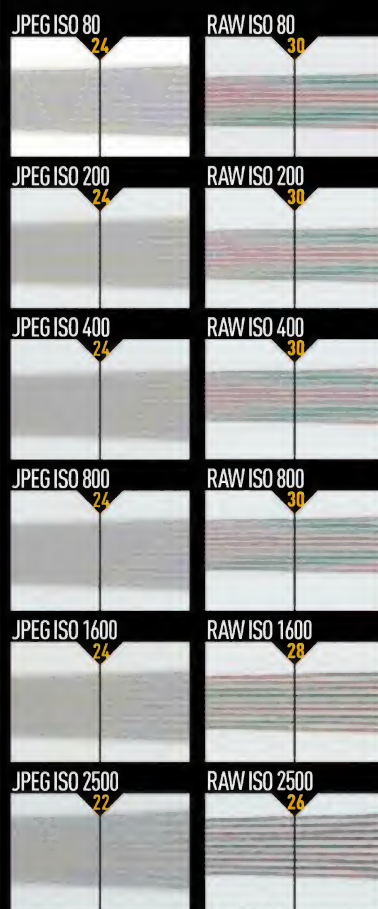 JPEG ISO 80
24
RAW ISO 80
30
JPEG ISO 200
24
RAW ISO 200
30
JPEG ISO 400
24
RAW ISO 400
30
JPEG ISO 800
24
RAW ISO 800
30
JPEG ISO 1600
24
RAW ISO 1600
28
JPEG ISO 2500
22
RAW ISO 2500
26